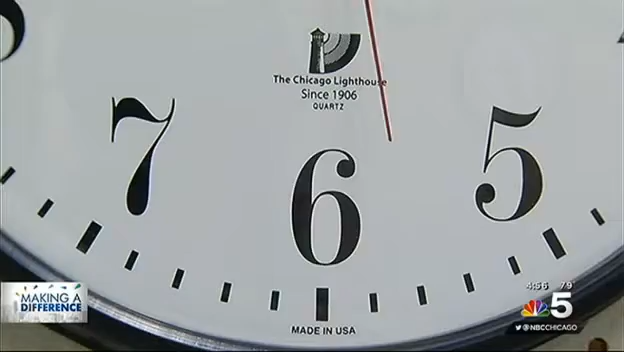 The Chicago Lighthouse
Since 1906
QUARTZ
7
5
6
MADE IN USA
MAKING A
DIFFERENCE
4:56 79°
5
@NBCCHICAGO